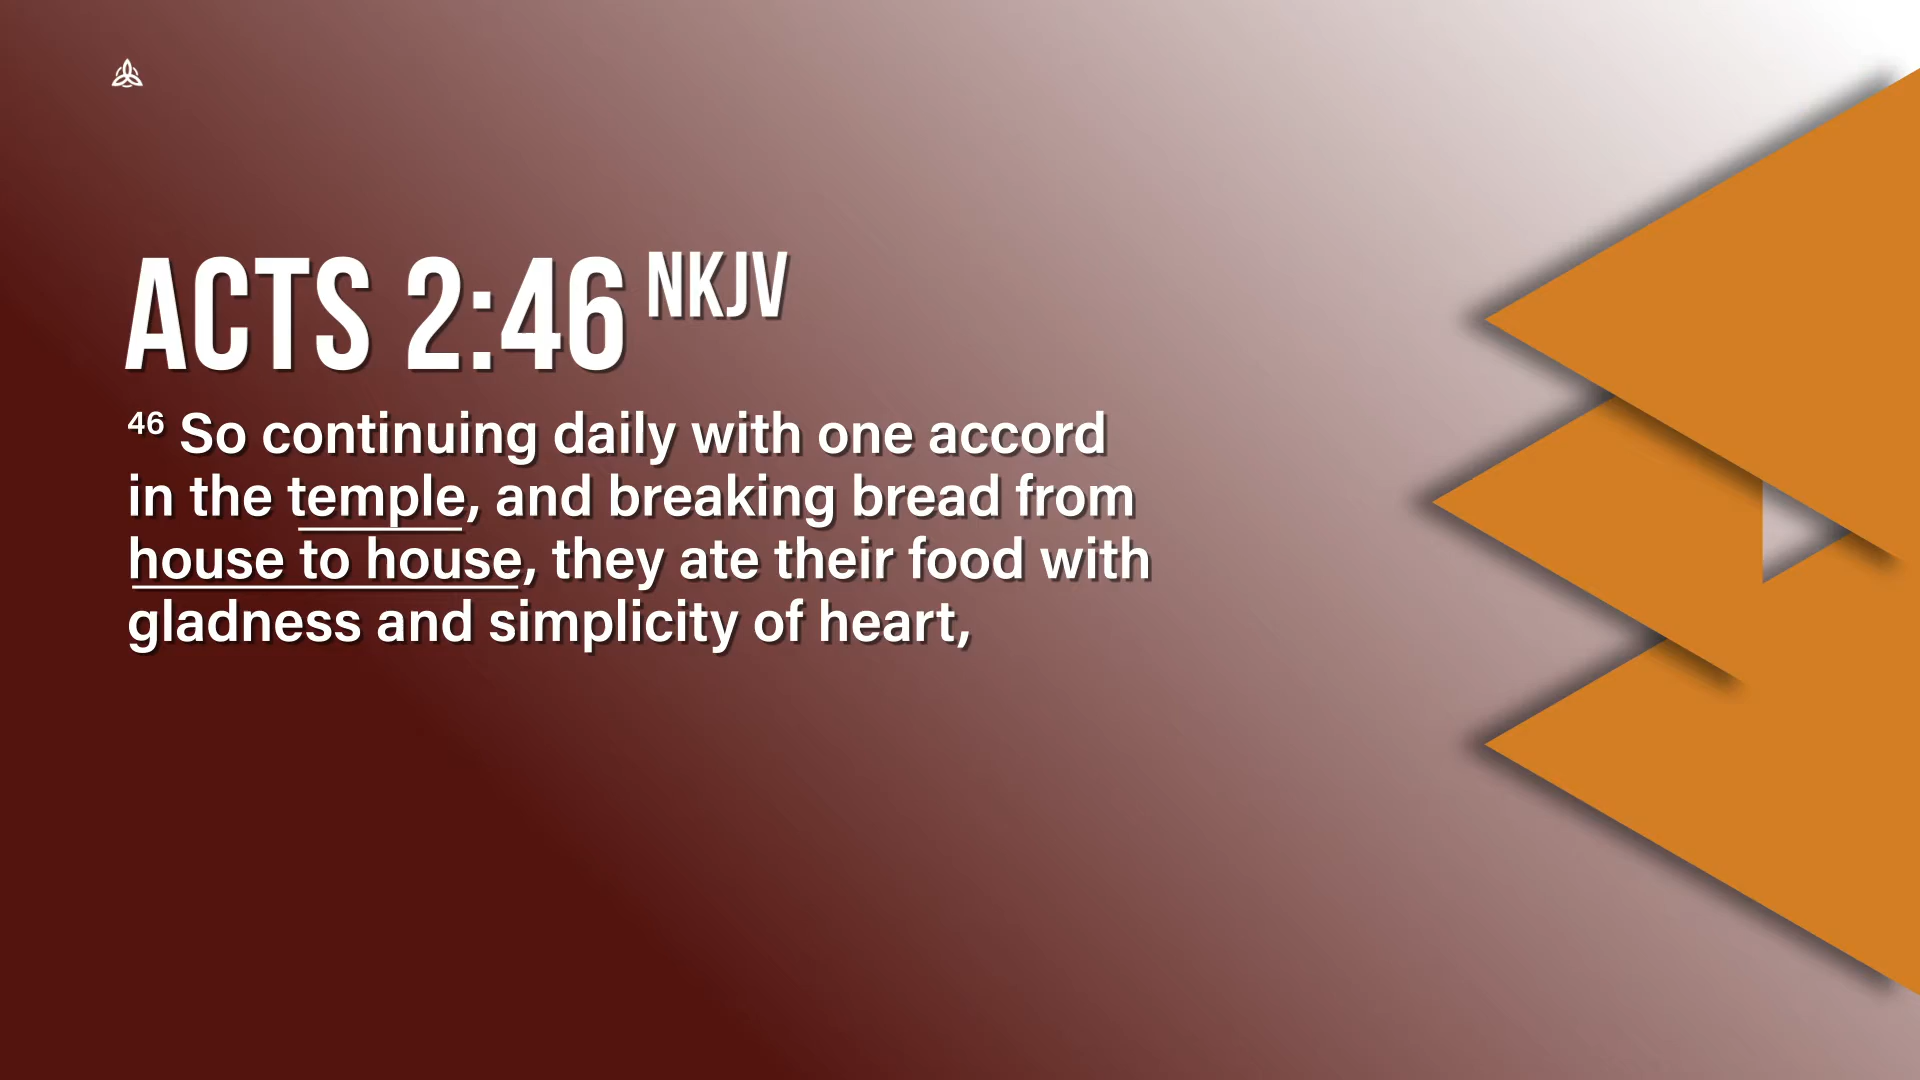 ACTS 2:46 NKJV
46 So continuing daily with one accord
in the temple, and breaking bread from
house to house, they ate their food with
gladness and simplicity of heart,